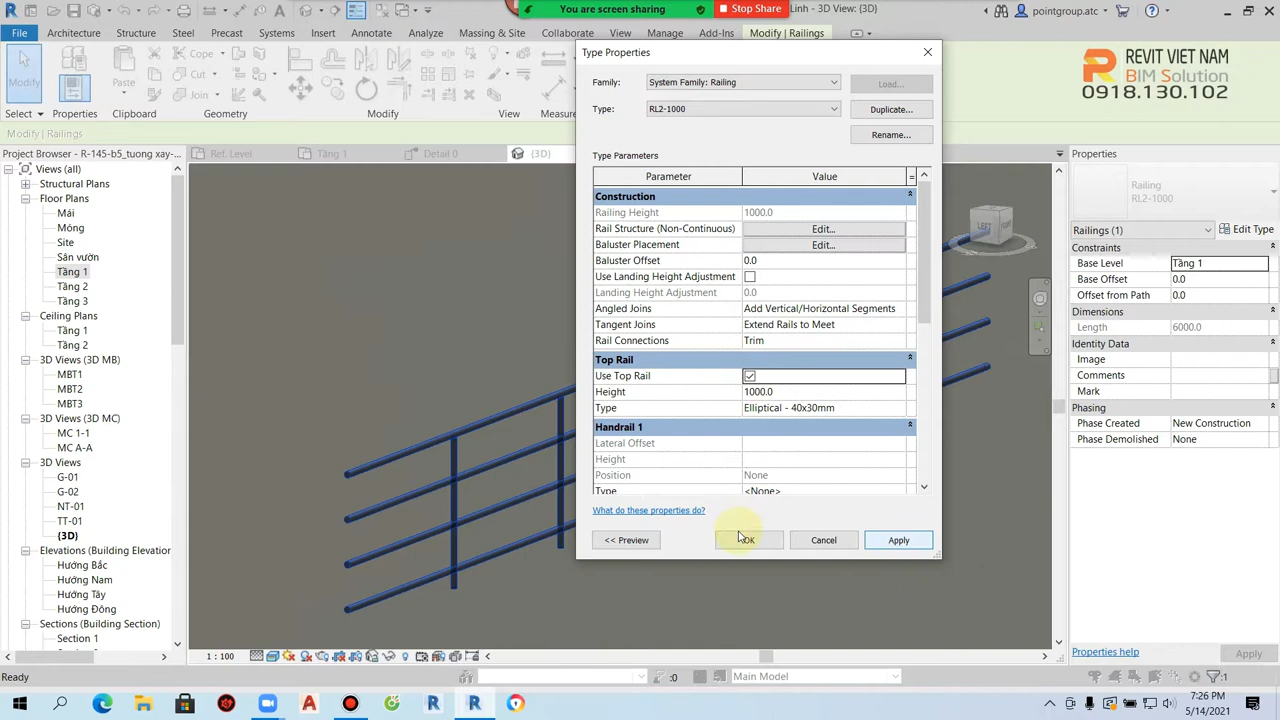 You are screen sharing
Stop Share
Linh - 3D View: {3D}
pointgroup.atc
File
Architecture
Structure
Steel
Precast
Systems
Insert
Annotate
Analyze
Massing & Site
Collaborate
View
Manage
Add-Ins
Modify | Railings
Modify
Paste
Cope
Cut
Join
Select
Properties
Clipboard
Geometry
Modify
View
Measure
REVIT VIET NAM
BIM Solution
0918.130.102
Modify | Railings
Project Browser - R-145-b5_tuong xay-...
Ref. Level
Tầng 1
Detail 0
{3D}
Views (all)
Structural Plans
Floor Plans
Mái
Móng
Site
Sân vườn
Tầng 1
Tầng 2
Tầng 3
Ceiling Plans
Tầng 1
Tầng 2
3D Views (3D MB)
MBT1
MBT2
MBT3
3D Views (3D MC)
MC 1-1
MC A-A
3D Views
G-01
G-02
NT-01
TT-01
{3D}
Elevations (Building Elevation
Hướng Bắc
Hướng Nam
Hướng Tây
Hướng Đông
Sections (Building Section)
Section 1
Type Properties
Family: System Family: Railing Load...
Type: RL2-1000 Duplicate...
Rename...
Type Parameters
Parameter Value =
Construction
Railing Height 1000.0
Rail Structure (Non-Continuous) Edit...
Baluster Placement Edit...
Baluster Offset 0.0
Use Landing Height Adjustment
Landing Height Adjustment 0.0
Angled Joins Add Vertical/Horizontal Segments
Tangent Joins Extend Rails to Meet
Rail Connections Trim
Top Rail
Use Top Rail
Height 1000.0
Type Elliptical - 40x30mm
Handrail 1
Lateral Offset
Height
Position None
Type <None>
What do these properties do?
<< Preview OK Cancel Apply
LEFT
Properties
Railing
RL2-1000
Railings (1) Edit Type
Constraints
Base Level Tầng 1
Base Offset 0.0
Offset from Path 0.0
Dimensions
Length 6000.0
Identity Data
Image
Comments
Mark
Phasing
Phase Created New Construction
Phase Demolished None
Properties help Apply
1 : 100
Ready
:0
Main Model
:1
7:26 PM
5/14/2021